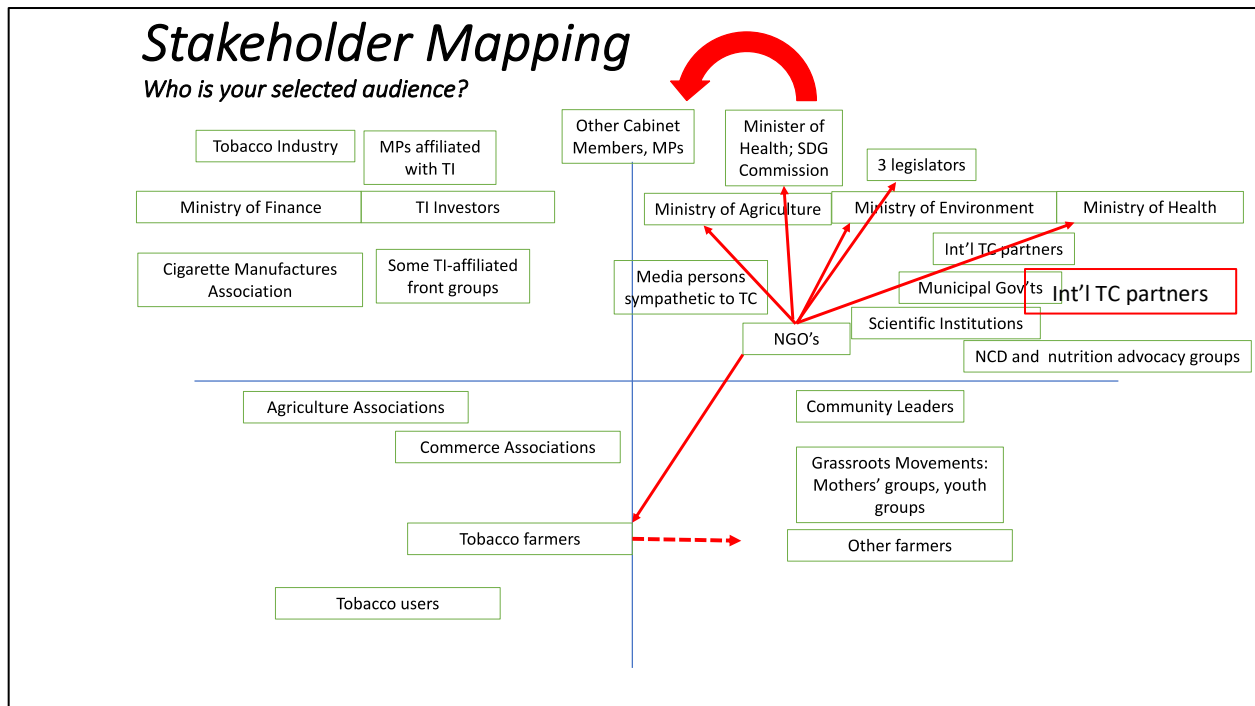 Stakeholder Mapping
Who is your selected audience?
Other Cabinet
Members, MPs
Minister of
Health; SDG
Commission
Tobacco Industry
MPs affiliated
with TI
3 legislators
Ministry of Finance
TI Investors
Ministry of Agriculture
Ministry of Environment
Ministry of Health
Int'l TC partners
Cigarette Manufactures
Association
Some TI-affiliated
front groups
Media persons
sympathetic to TC
Municipal Gov'ts
Int'l TC partners
Scientific Institutions
NGO's
NCD and nutrition advocacy groups
Agriculture Associations
Community Leaders
Commerce Associations
Grassroots Movements:
Mothers' groups, youth
groups
Tobacco farmers
Other farmers
Tobacco users